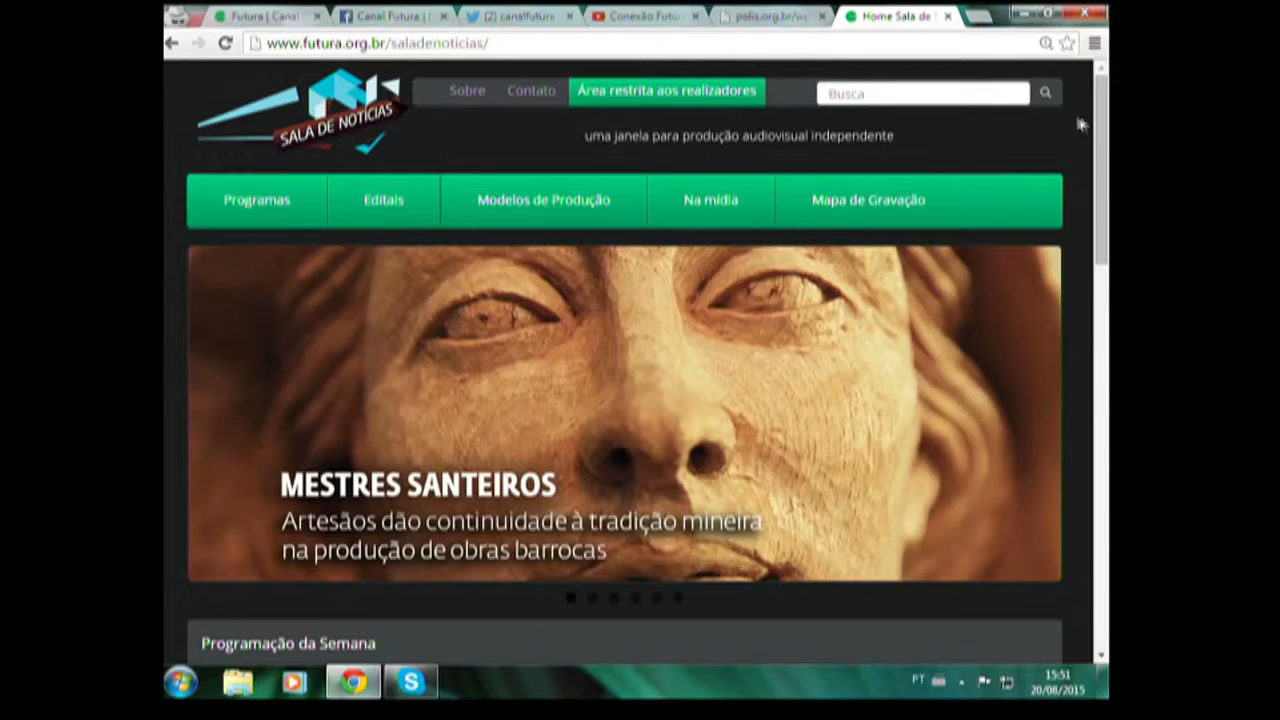 Futura | Canal
Canal Futura |
(2) canalfutura
Conexão Futur
polis.org.br/wp
Home Sala de
www.futura.org.br/saladenoticias/
SALA DE NOTÍCIAS
Sobre
Contato
Área restrita aos realizadores
Busca
uma janela para produção audiovisual independente
Programas
Editais
Modelos de Produção
Na mídia
Mapa de Gravação
MESTRES SANTEIROS
Artesãos dão continuidade à tradição mineira
na produção de obras barrocas
Programação da Semana
PT
15:51
20/08/2015